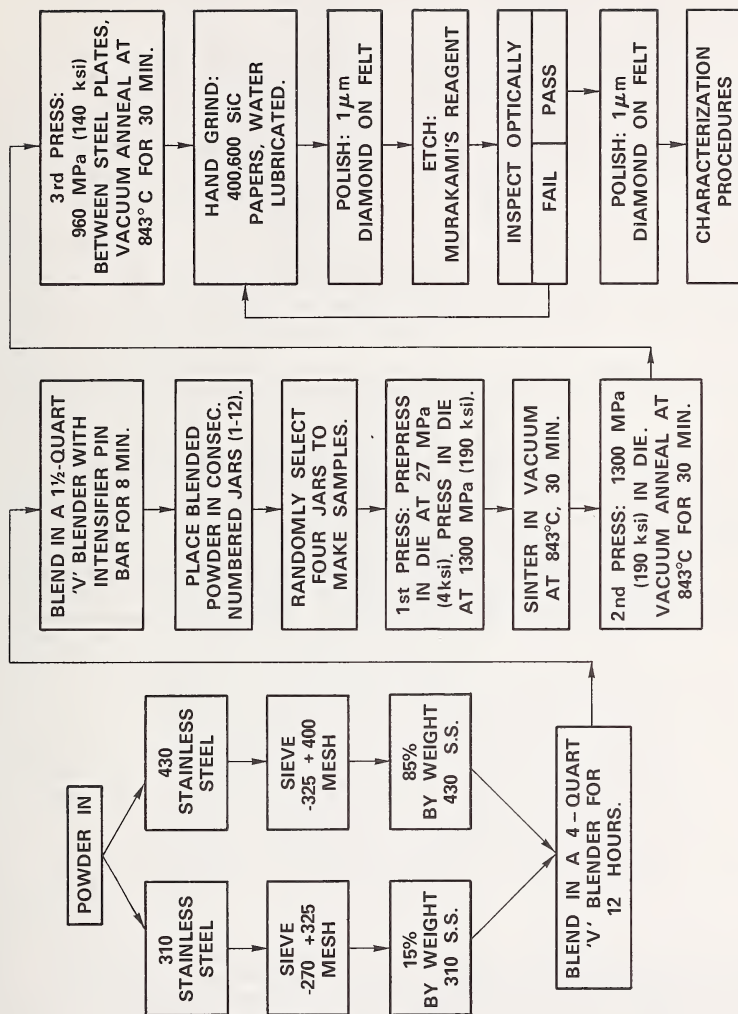 POWDER IN
310
STAINLESS
STEEL
430
STAINLESS
STEEL
SIEVE
-270 +325
MESH
SIEVE
-325 + 400
MESH
15%
BY WEIGHT
310 S.S.
85%
BY WEIGHT
430 S.S.
BLEND IN A 4 – QUART
'V' BLENDER FOR
12 HOURS.
BLEND IN A 1½-QUART
'V' BLENDER WITH
INTENSIFIER PIN
BAR FOR 8 MIN.
PLACE BLENDED
POWDER IN CONSEC.
NUMBERED JARS (1-12).
RANDOMLY SELECT
FOUR JARS TO
MAKE SAMPLES.
1st PRESS: PREPRESS
IN DIE AT 27 MPa
(4 ksi). PRESS IN DIE
AT 1300 MPa (190 ksi).
SINTER IN VACUUM
AT 843°C, 30 MIN.
2nd PRESS: 1300 MPa
(190 ksi) IN DIE.
VACUUM ANNEAL AT
843°C FOR 30 MIN.
3rd PRESS:
960 MPa (140 ksi)
BETWEEN STEEL PLATES,
VACUUM ANNEAL AT
843°C FOR 30 MIN.
HAND GRIND:
400,600 SiC
PAPERS, WATER
LUBRICATED.
POLISH: 1μm
DIAMOND ON FELT
ETCH:
MURAKAMI'S REAGENT
INSPECT OPTICALLY
FAIL PASS
POLISH: 1μm
DIAMOND ON FELT
CHARACTERIZATION
PROCEDURES